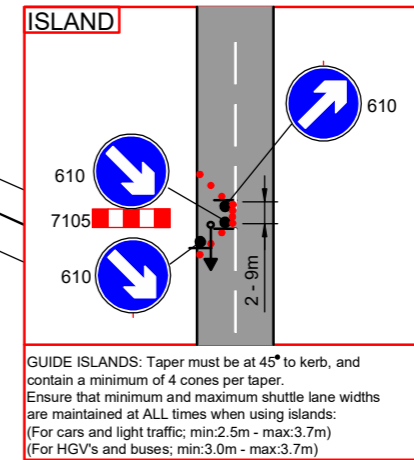 ISLAND
610
610
7105
610
2 - 9m
GUIDE ISLANDS: Taper must be at 45° to kerb, and
contain a minimum of 4 cones per taper.
Ensure that minimum and maximum shuttle lane widths
are maintained at ALL times when using islands:
(For cars and light traffic; min:2.5m - max:3.7m)
(For HGV's and buses; min:3.0m - max:3.7m)